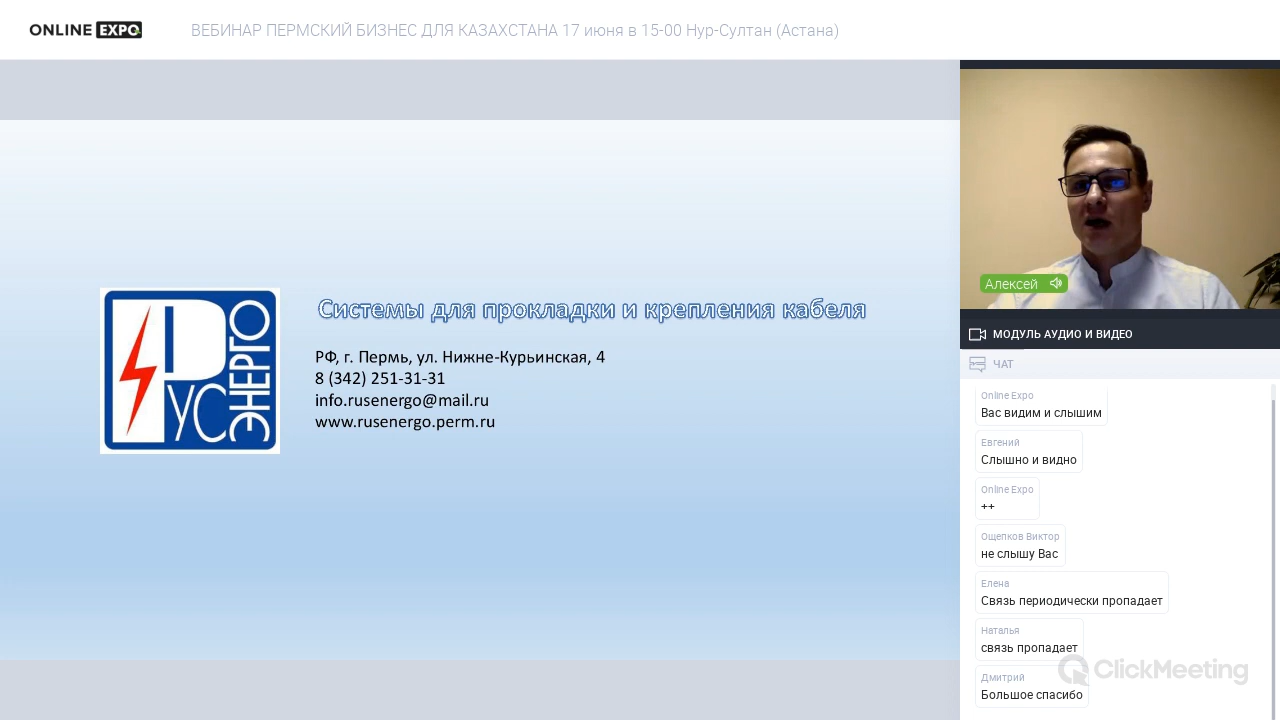 ONLINE EXPO
ВЕБИНАР ПЕРМСКИЙ БИЗНЕС ДЛЯ КАЗАХСТАНА 17 июня в 15-00 Нур-Султан (Астана)
РУСЭНЕРГО
Системы для прокладки и крепления кабеля
РФ, г. Пермь, ул. Нижне-Курьинская, 4
8 (342) 251-31-31
info.rusenergo@mail.ru
www.rusenergo.perm.ru
Алексей
МОДУЛЬ АУДИО И ВИДЕО
ЧАТ
Online Expo
Вас видим и слышим
Евгений
Слышно и видно
Online Expo
++
Ощепков Виктор
не слышу Вас
Елена
Связь периодически пропадает
Наталья
связь пропадает
Дмитрий
Большое спасибо
ClickMeeting